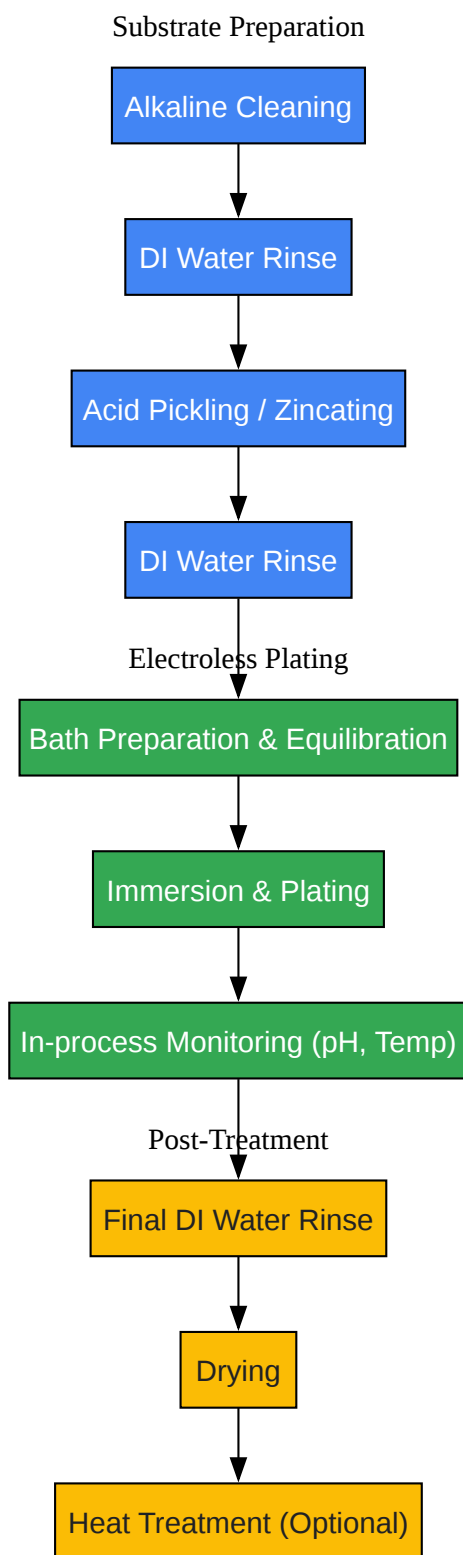 Substrate Preparation
Alkaline Cleaning
DI Water Rinse
Acid Pickling / Zincating
DI Water Rinse
Electroless Plating
Bath Preparation & Equilibration
Immersion & Plating
In-process Monitoring (pH, Temp)
Post-Treatment
Final DI Water Rinse
Drying
Heat Treatment (Optional)